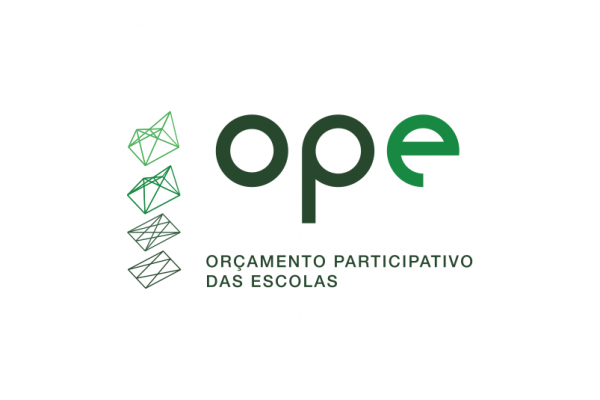 ope
ORÇAMENTO PARTICIPATIVO
DAS ESCOLAS